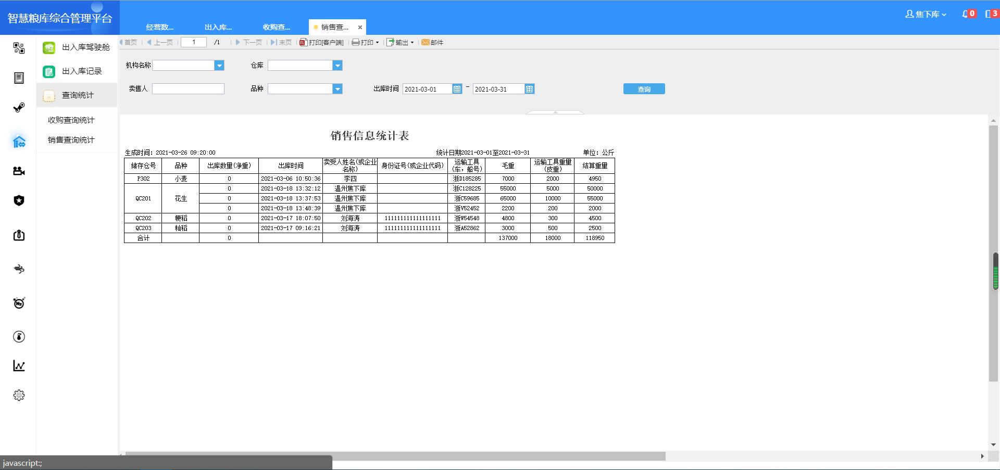 智慧粮库综合管理平台
经营数... 出入库... 收购查... 销售查... ×
焦下库 0 3
首页 上一页 1 /1 下一页 末页 打印[客户端] 打印 输出 邮件
出入库驾驶舱
出入库记录
查询统计
收购查询统计
销售查询统计
机构名称 仓库
卖售人 品种 出库时间 2021-03-01 - 2021-03-31 查询
销售信息统计表
生成时间：2021-03-26 09:20:00 统计日期2021-03-01至2021-03-31 单位：公斤
储存仓号 品种 出库数量(净重) 出库时间 卖受人姓名(或企业名称) 身份证号(或企业代码) 运输工具(车，船号) 毛重 运输工具重量(皮重) 结算重量
P302 小麦 0 2021-03-06 10:50:36 李四 浙D185285 7000 2000 4950
QC201 花生 0 2021-03-18 13:32:12 温州焦下库 浙C128225 55000 5000 50000
0 2021-03-18 13:37:53 温州焦下库 浙C59685 65000 10000 55000
0 2021-03-18 13:48:39 温州焦下库 浙V52452 2200 200 2000
QC202 粳稻 0 2021-03-17 18:07:50 刘海涛 111111111111111111 浙W54548 4800 300 4500
QC203 籼稻 0 2021-03-17 09:16:21 刘海涛 111111111111111111 浙A52862 3000 500 2500
合计 0 137000 18000 118950
javascript:;